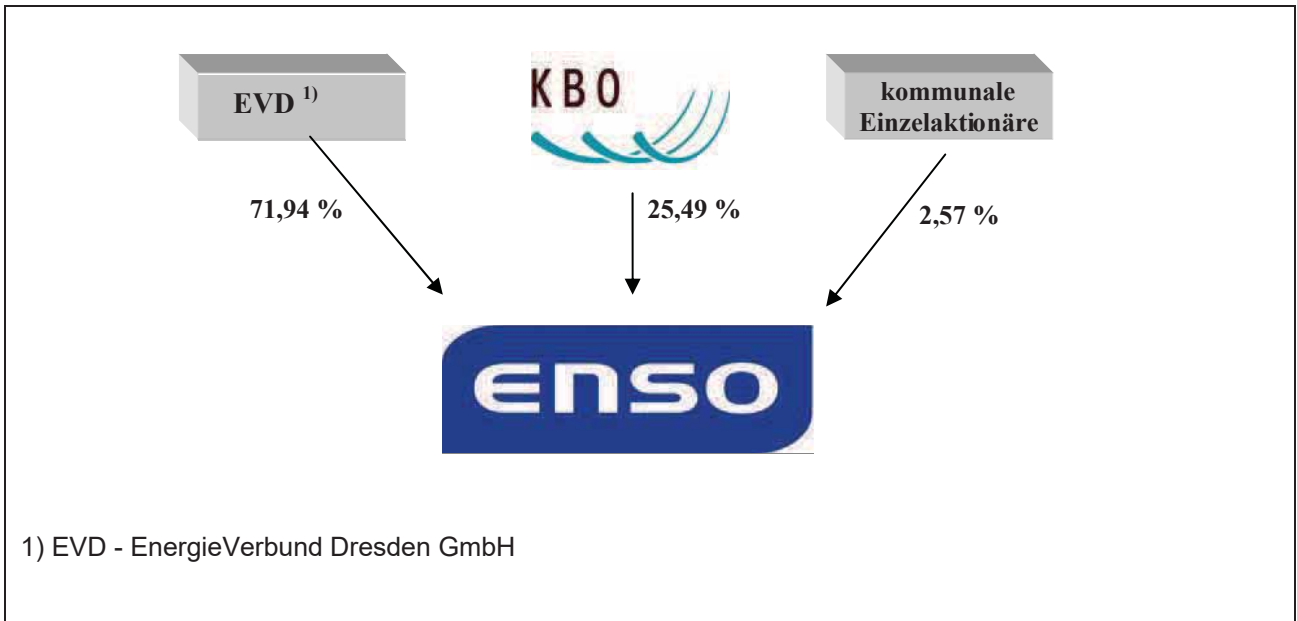 EVD 1)
KBO
kommunale
Einzelaktionäre
71,94 %
25,49 %
2,57 %
enso
1) EVD - EnergieVerbund Dresden GmbH